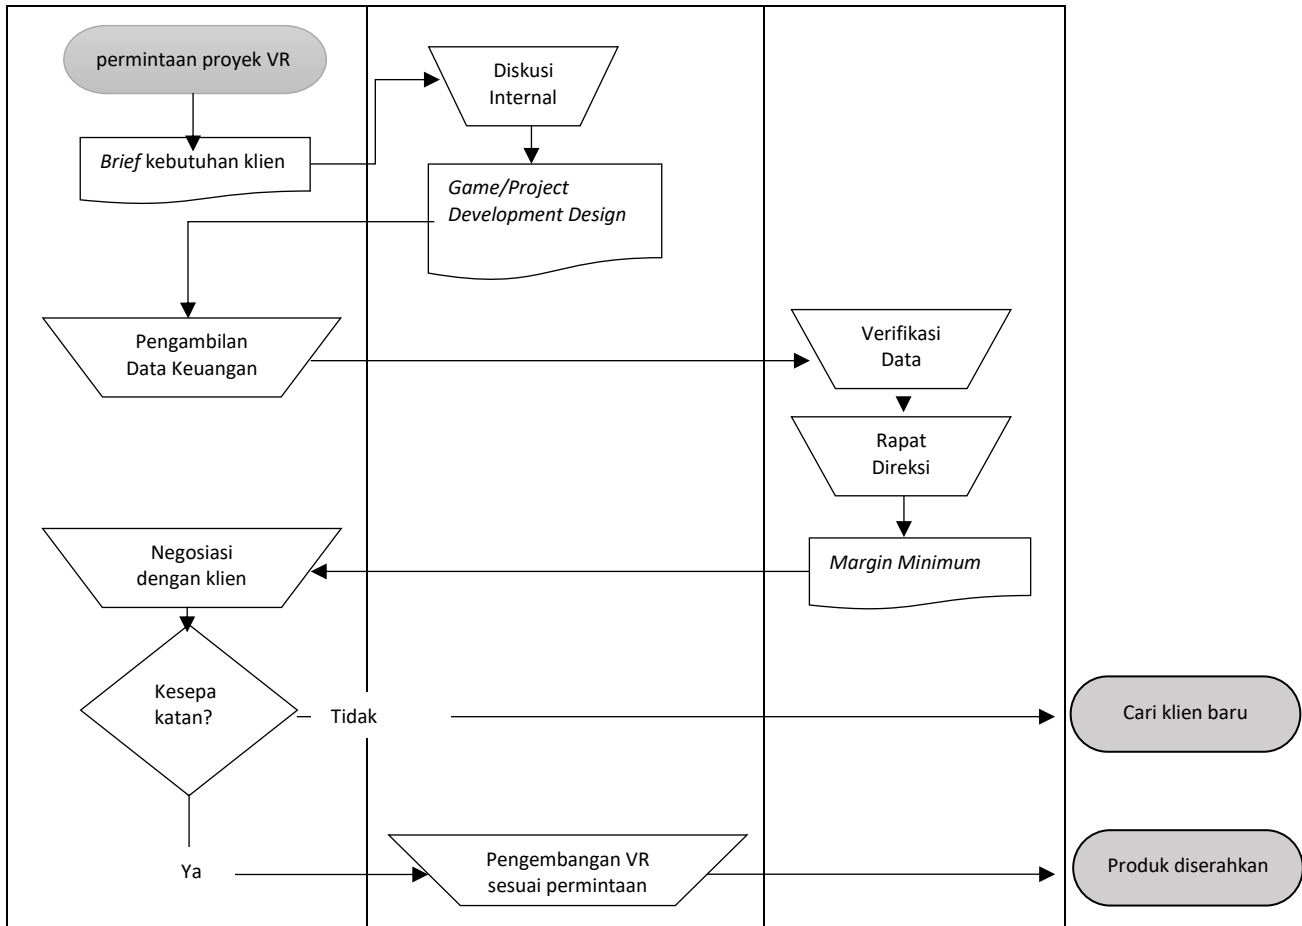 permintaan proyek VR
Diskusi
Internal
Brief kebutuhan klien
Game/Project
Development Design
Pengambilan
Data Keuangan
Verifikasi
Data
Rapat
Direksi
Negosiasi
dengan klien
Margin Minimum
Kesepa
katan?
Tidak
Cari klien baru
Ya
Pengembangan VR
sesuai permintaan
Produk diserahkan